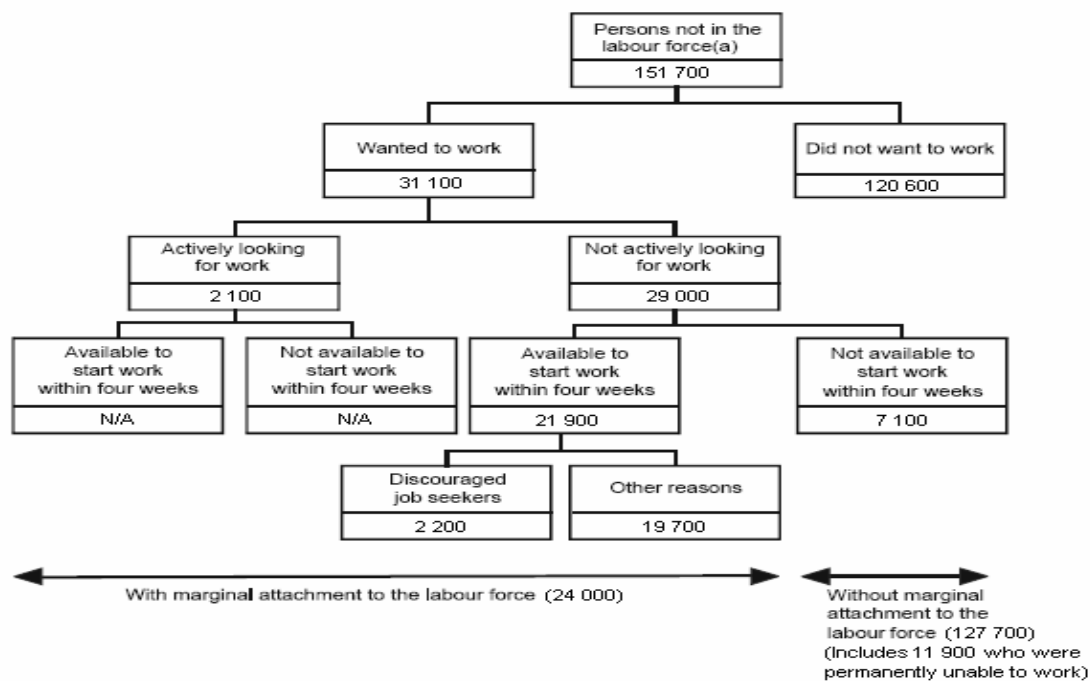 Persons not in the
labour force(a)
151 700
Wanted to work
31 100
Did not want to work
120 600
Actively looking
for work
2 100
Not actively looking
for work
29 000
Available to
start work
within four weeks
N/A
Not available to
start work
within four weeks
N/A
Available to
start work
within four weeks
21 900
Not available to
start work
within four weeks
7 100
Discouraged
job seekers
2 200
Other reasons
19 700
With marginal attachment to the labour force (24 000)
Without marginal
attachment to the
labour force (127 700)
(Includes 11 900 who were
permanently unable to work)